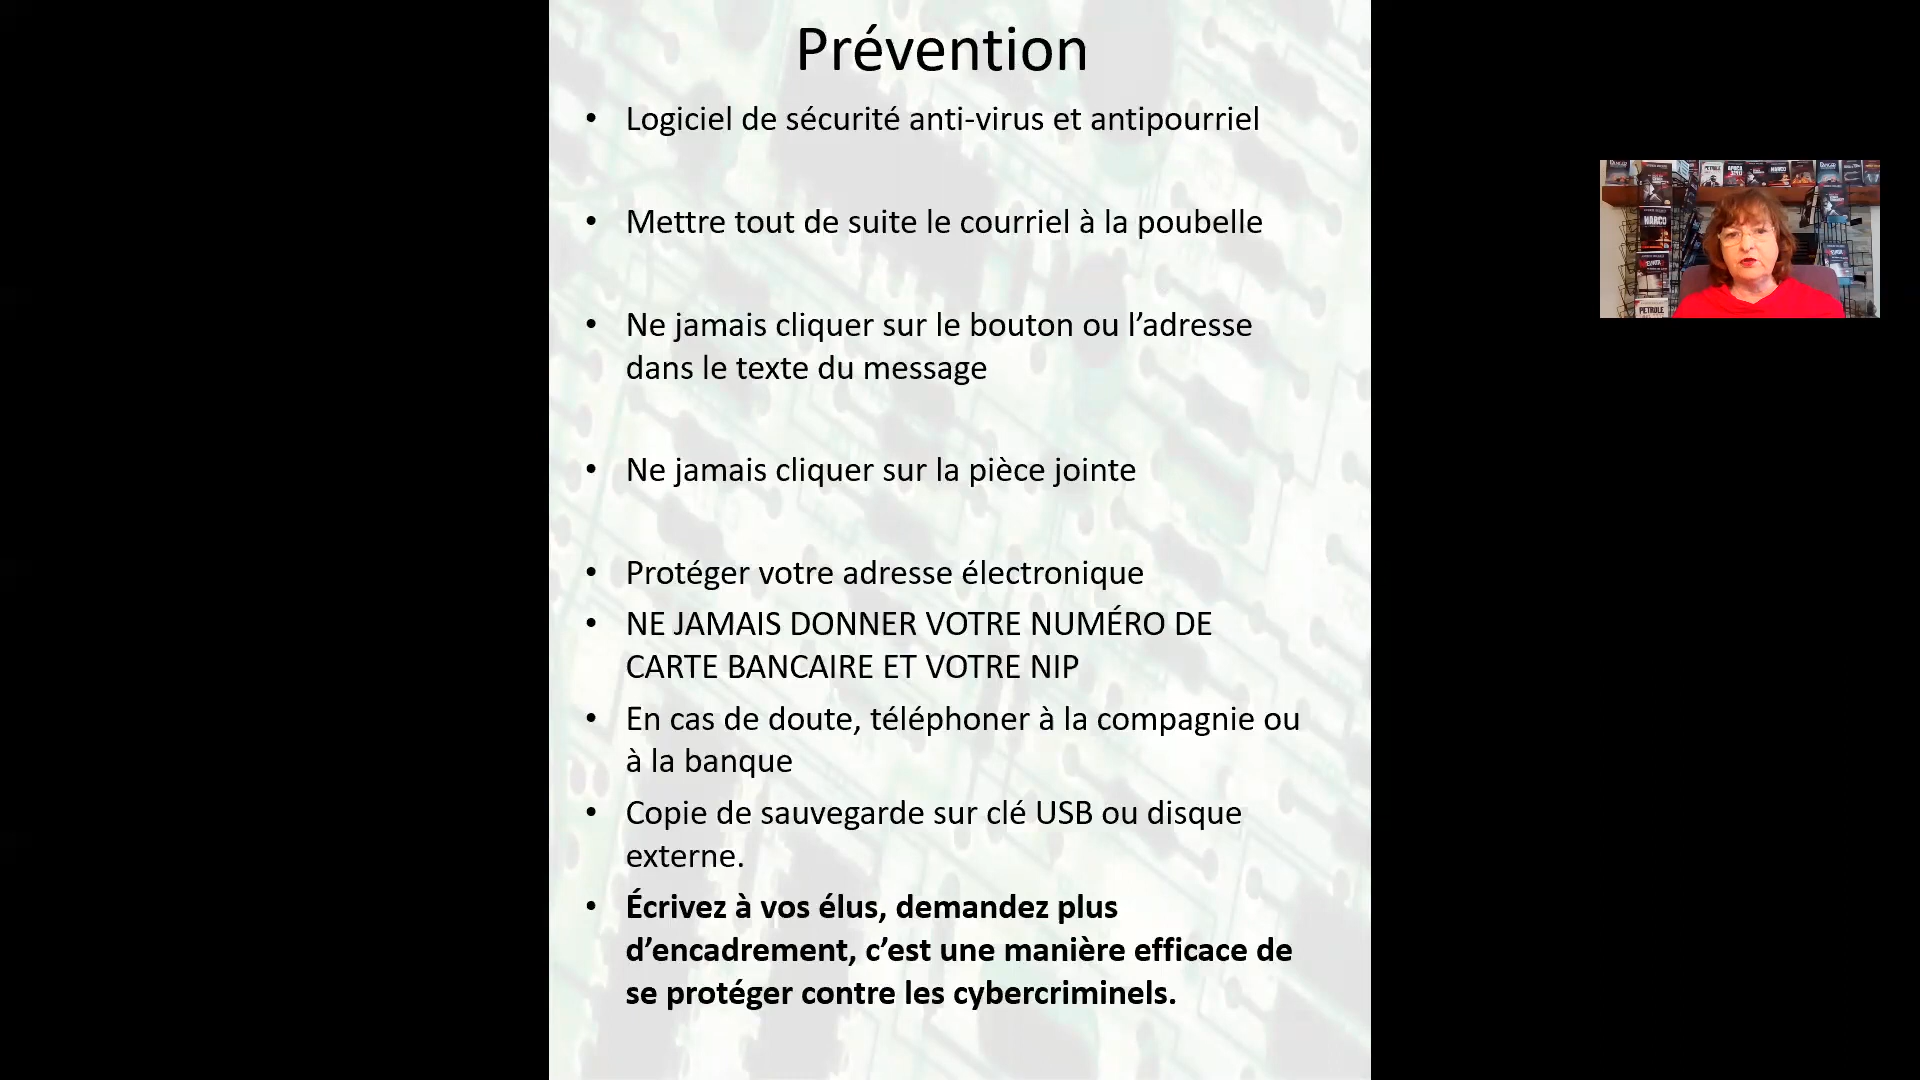 Prévention
• Logiciel de sécurité anti-virus et antipourriel
• Mettre tout de suite le courriel à la poubelle
• Ne jamais cliquer sur le bouton ou l’adresse
dans le texte du message
• Ne jamais cliquer sur la pièce jointe
• Protéger votre adresse électronique
• NE JAMAIS DONNER VOTRE NUMÉRO DE
CARTE BANCAIRE ET VOTRE NIP
• En cas de doute, téléphoner à la compagnie ou
à la banque
• Copie de sauvegarde sur clé USB ou disque
externe.
• Écrivez à vos élus, demandez plus
d’encadrement, c’est une manière efficace de
se protéger contre les cybercriminels.
NARCO
PETROLE